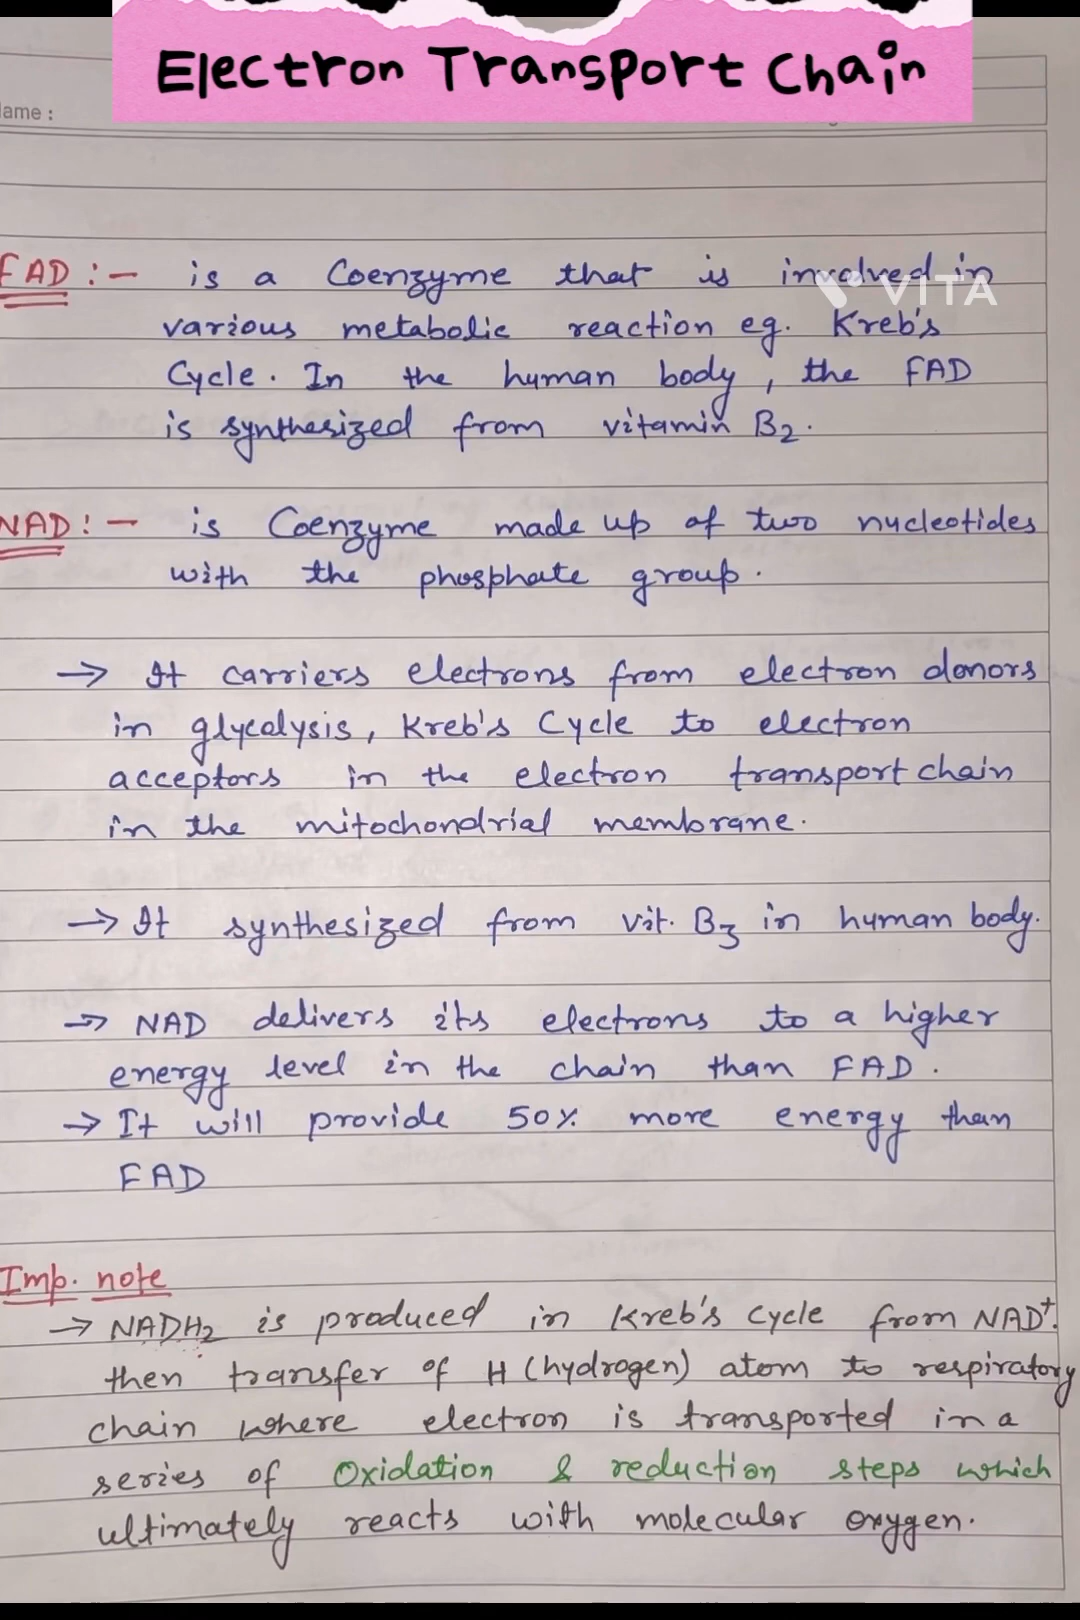 Electron Transport Chain
lame :
FAD :- is a Coenzyme that is involved in
VITA
various metabolic reaction eg. Kreb's
Cycle. In the human body, the FAD
is synthesized from vitamin B2.
NAD :- is Coenzyme made up of two nucleotides
with the phosphate group.
→ It carriers electrons from electron donors
in glycolysis, Kreb's Cycle to electron
acceptors in the electron transport chain
in the mitochondrial membrane.
→ It synthesized from vit. B3 in human body.
→ NAD delivers its electrons to a higher
energy level in the chain than FAD.
→ It will provide 50% more energy than
FAD
Imp. note
→ NADH2 is produced in Kreb's Cycle from NAD+.
then transfer of H (hydrogen) atom to respiratory
chain where electron is transported in a
series of Oxidation & reduction steps which
ultimately reacts with molecular oxygen.